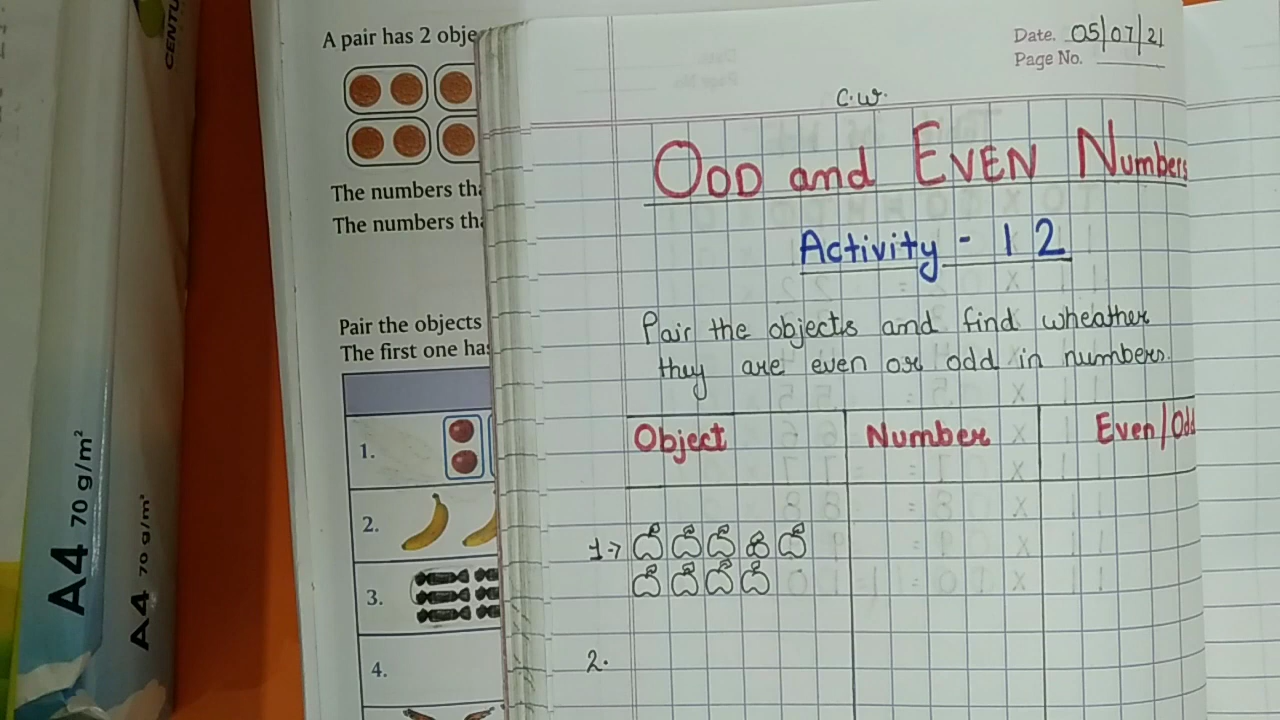 CENTU
A4 70 g/m²
A4 70 g/m²
A pair has 2 obje
The numbers tha
The numbers tha
Pair the objects
The first one has
1.
2.
3.
4.
Date. 05/07/21
Page No.
C.W.
ODD and EVEN Numbers
Activity - 12
Pair the objects and find wheather
they are even or odd in numbers.
Object Number Even/Odd
1→
2.